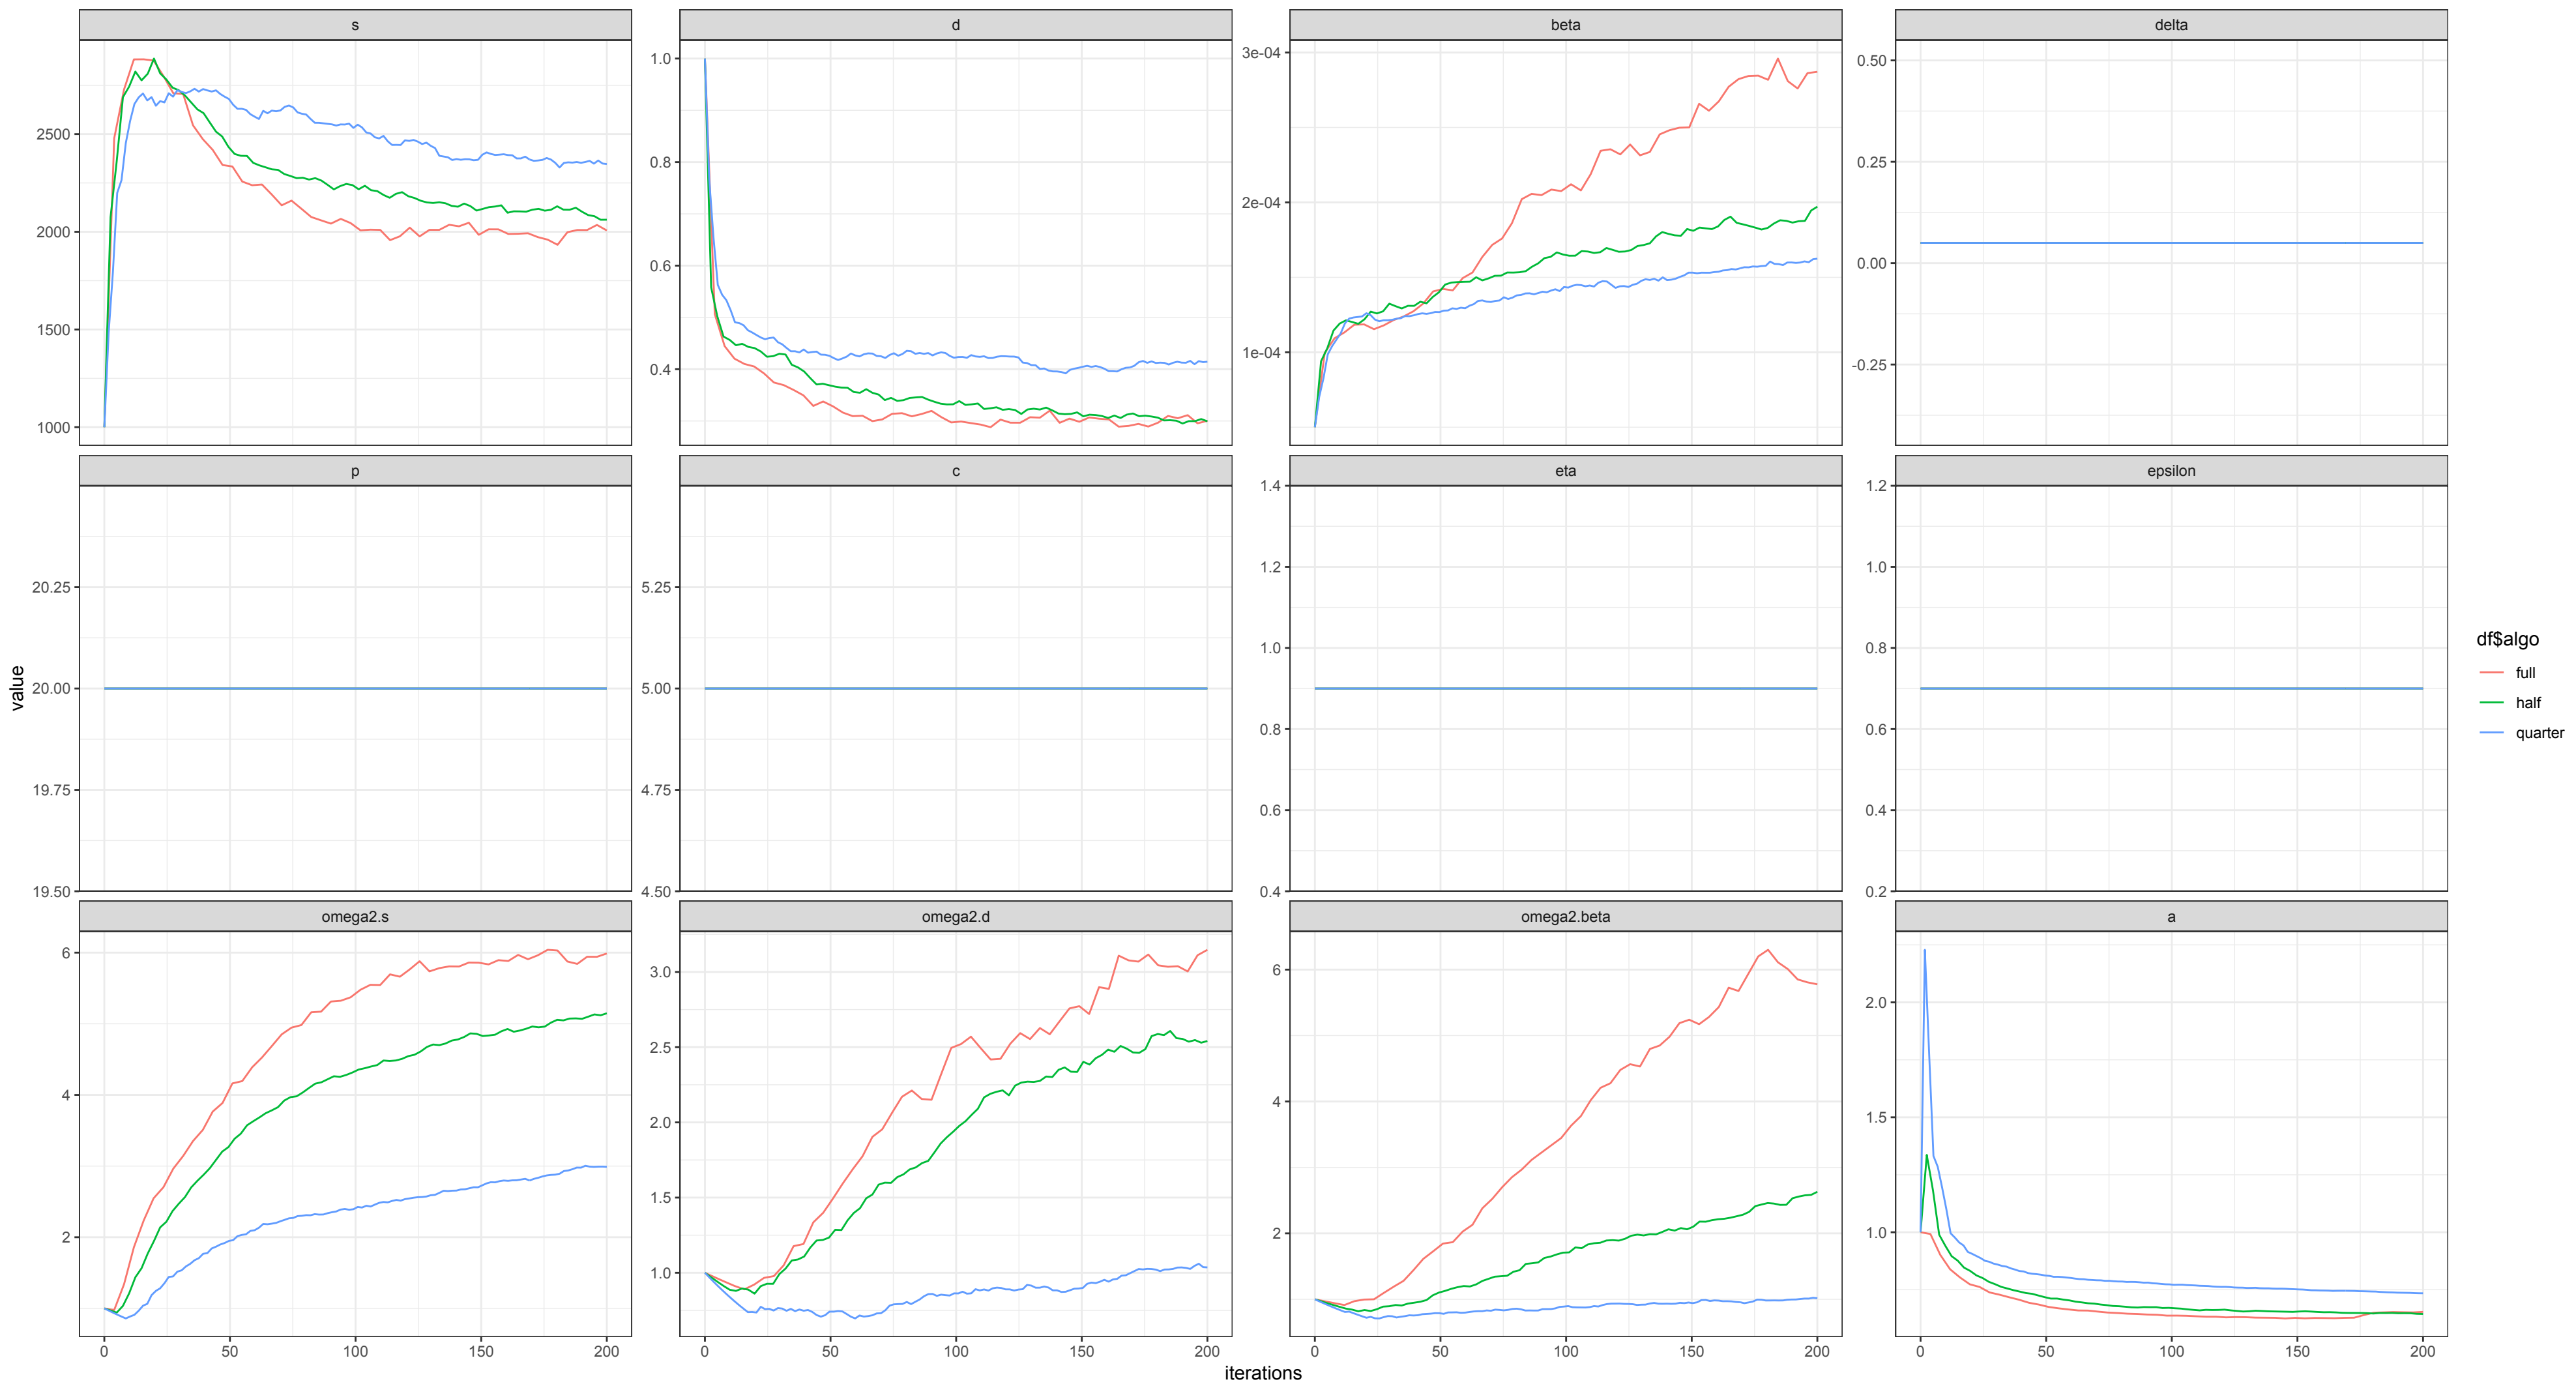 s
d
beta
delta
2500
2000
1500
1000
1.0
0.8
0.6
0.4
3e-04
2e-04
1e-04
0.50
0.25
0.00
-0.25
p
c
eta
epsilon
20.25
20.00
19.75
19.50
5.25
5.00
4.75
4.50
1.4
1.2
1.0
0.8
0.6
0.4
1.2
1.0
0.8
0.6
0.4
0.2
omega2.s
omega2.d
omega2.beta
a
6
4
2
3.0
2.5
2.0
1.5
1.0
6
4
2
2.0
1.5
1.0
0 50 100 150 200
0 50 100 150 200
0 50 100 150 200
0 50 100 150 200
iterations
value
df$algo
full
half
quarter